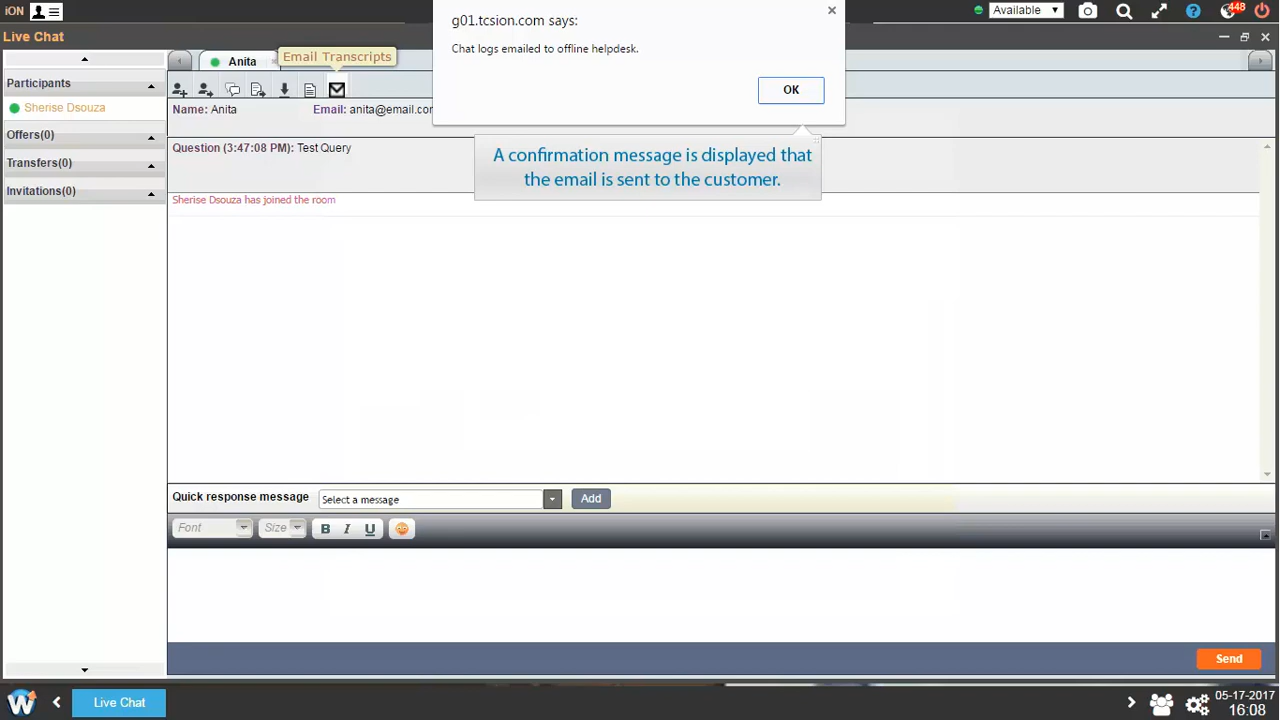 iON
Available
448
Live Chat
g01.tcsion.com says:
Chat logs emailed to offline helpdesk.
OK
A confirmation message is displayed that
the email is sent to the customer.
Participants
Sherise Dsouza
Offers(0)
Transfers(0)
Invitations(0)
Anita
Email Transcripts
Name: Anita
Email: anita@email.com
Question (3:47:08 PM): Test Query
Sherise Dsouza has joined the room
Quick response message
Select a message
Add
Font
Size
B I U
Send
W
Live Chat
05-17-2017
16:08